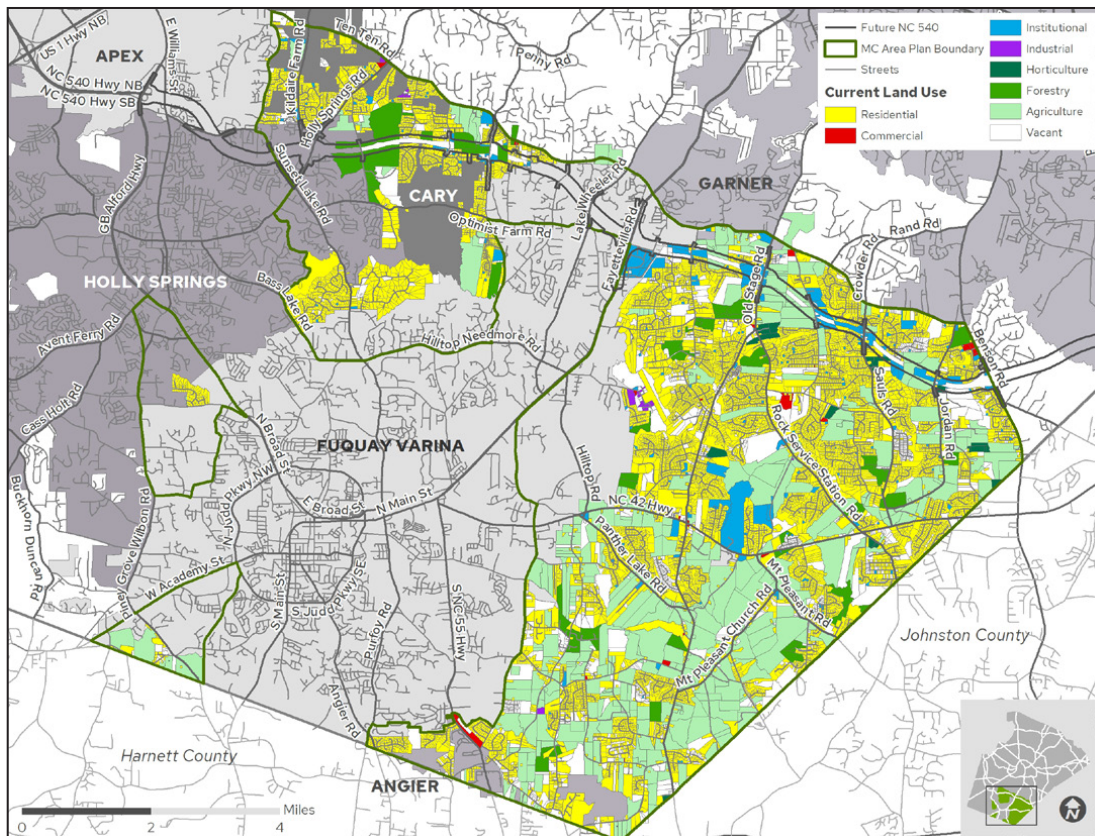 APEX
US 1 Hwy NB
E Williams St
NC 540 Hwy NB
NC 540 Hwy SB
Kildaire Farm Rd
Ten Ten Rd
Holly Springs Rd
Penny Rd
Future NC 540
MC Area Plan Boundary
Streets
Current Land Use
Residential
Commercial
Institutional
Industrial
Horticulture
Forestry
Agriculture
Vacant
GB Alford Hwy
Sunset Lake Rd
CARY
Optimist Farm Rd
Lake Wheeler Rd
Fayetteville Rd
GARNER
Rand Rd
Crowder Rd
Old Stage Rd
HOLLY SPRINGS
Bass Lake Rd
Hilltop Needmore Rd
Avent Ferry Rd
Cass Holt Rd
Benson Rd
Sauls Rd
Jordan Rd
Rock Service Station Rd
FUQUAY VARINA
N Broad St
E Broad St
N Main St
N Judd Pkwy NW
Hilltop Rd
NC 42 Hwy
Panther Lake Rd
Mt Pleasant Rd
Mt Pleasant Church Rd
Buckhorn Duncan Rd
Piney Grove Wilbon Rd
W Academy St
S Main St
S Judd Pkwy SE
Purfoy Rd
S NC 55 Hwy
Angier Rd
Johnston County
Harnett County
ANGIER
Miles
0 2 4
N